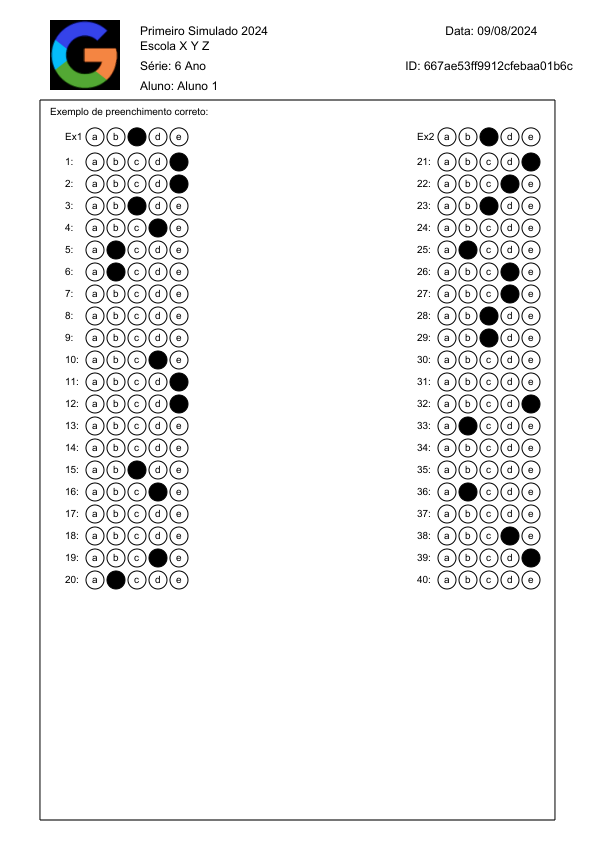 Primeiro Simulado 2024
Data: 09/08/2024
Escola X Y Z
Série: 6 Ano
ID: 667ae53ff9912cfebaa01b6c
Aluno: Aluno 1
Exemplo de preenchimento correto:
Ex1 a b d e
1: a b c d
2: a b c d
3: a b d e
4: a b c e
5: a c d e
6: a c d e
7: a b c d e
8: a b c d e
9: a b c d e
10: a b c e
11: a b c d
12: a b c d
13: a b c d e
14: a b c d e
15: a b d e
16: a b c e
17: a b c d e
18: a b c d e
19: a b c e
20: a c d e
Ex2 a b d e
21: a b c d
22: a b c e
23: a b d e
24: a b c d e
25: a c d e
26: a b c e
27: a b c e
28: a b d e
29: a b d e
30: a b c d e
31: a b c d e
32: a b c d
33: a c d e
34: a b c d e
35: a b c d e
36: a c d e
37: a b c d e
38: a b c e
39: a b c d
40: a b c d e